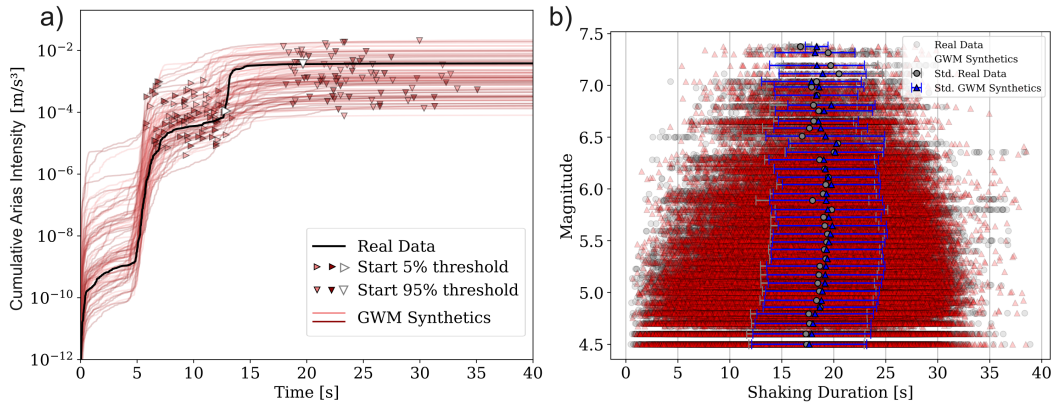 a)
Cumulative Arias Intensity [m/s³]
10⁻²
10⁻⁴
10⁻⁶
10⁻⁸
10⁻¹⁰
10⁻¹²
Real Data
Start 5% threshold
Start 95% threshold
GWM Synthetics
0 5 10 15 20 25 30 35 40
Time [s]
b)
Magnitude
7.5
7.0
6.5
6.0
5.5
5.0
4.5
Real Data
GWM Synthetics
Std. Real Data
Std. GWM Synthetics
0 5 10 15 20 25 30 35 40
Shaking Duration [s]